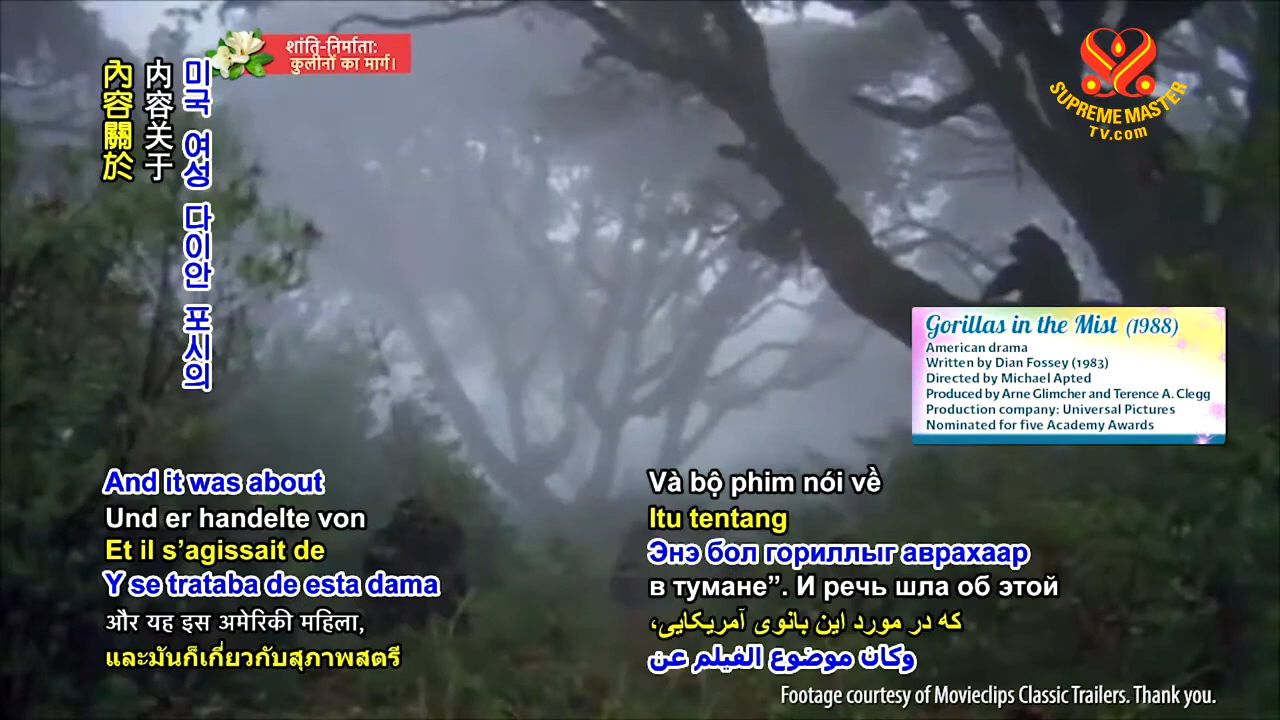 शांति-निर्माता:
कुलीनों का मार्ग।
SUPREME MASTER
TV.com
內容關於
内容关于
미국 여성 다이안 포시의
Gorillas in the Mist (1988)
American drama
Written by Dian Fossey (1983)
Directed by Michael Apted
Produced by Arne Glimcher and Terence A. Clegg
Production company: Universal Pictures
Nominated for five Academy Awards
And it was about
Und er handelte von
Et il s’agissait de
Y se trataba de esta dama
और यह इस अमेरिकी महिला,
และมันก็เกี่ยวกับสุภาพสตรี
Và bộ phim nói về
Itu tentang
Энэ бол гориллыг аврахаар
в тумане”. И речь шла об этой
که در مورد این بانوی آمریکایی،
وكان موضوع الفيلم عن
Footage courtesy of Movieclips Classic Trailers. Thank you.